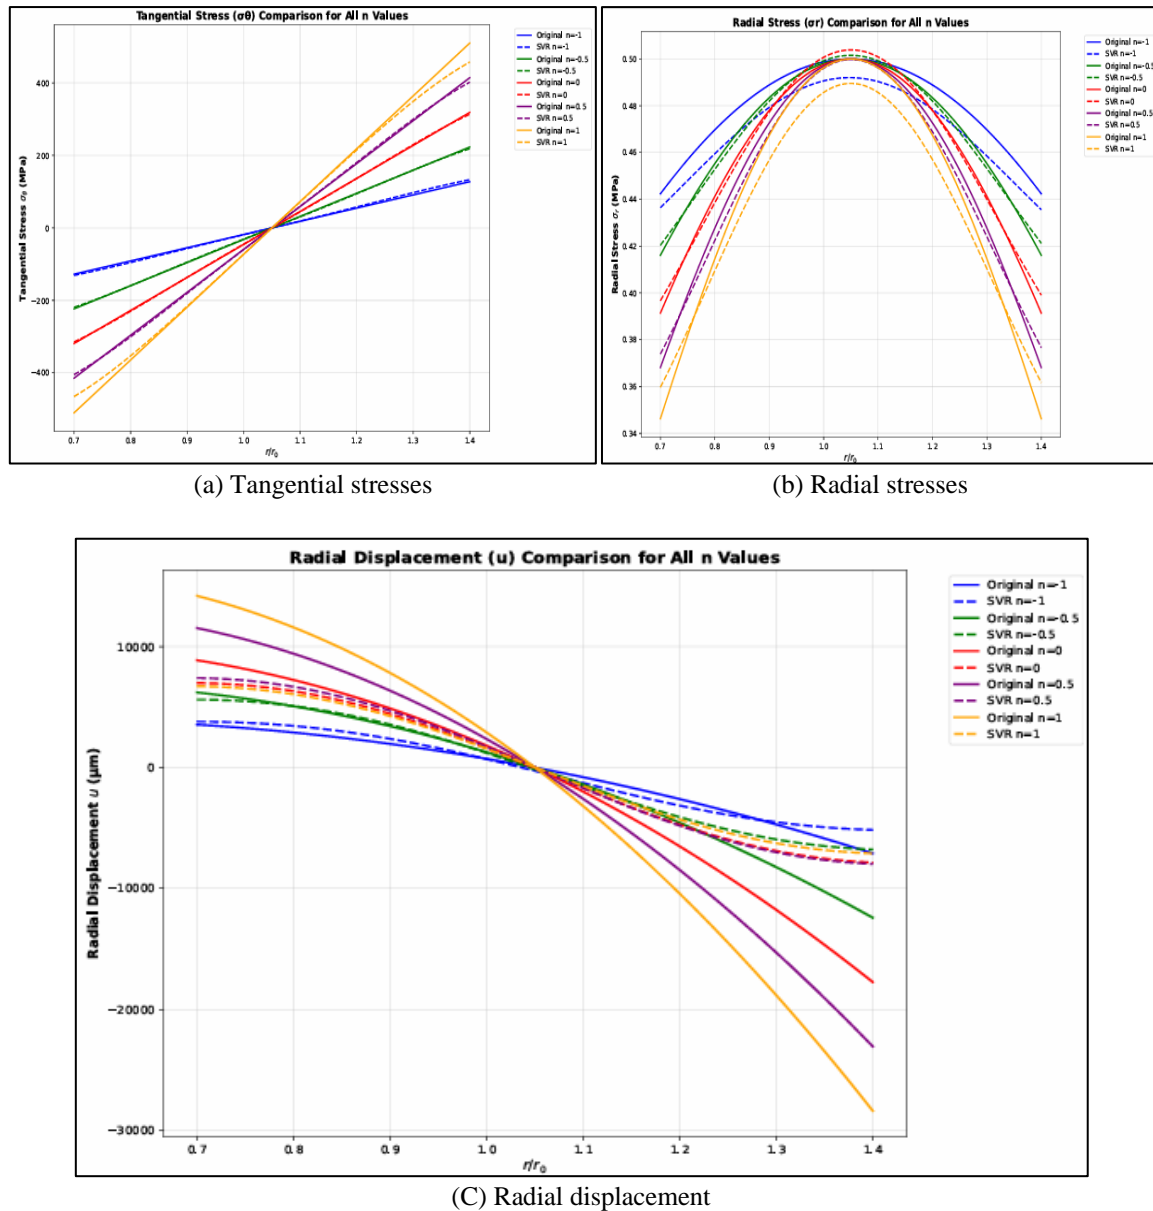 Tangential Stress (σθ) Comparison for All n Values
Tangential Stress σθ (MPa)
400
200
0
−200
−400
0.7 0.8 0.9 1.0 1.1 1.2 1.3 1.4
r/r₀
Original n=-1
SVR n=-1
Original n=-0.5
SVR n=-0.5
Original n=0
SVR n=0
Original n=0.5
SVR n=0.5
Original n=1
SVR n=1
(a) Tangential stresses
Radial Stress (σr) Comparison for All n Values
Radial Stress σᵣ (MPa)
0.50
0.48
0.46
0.44
0.42
0.40
0.38
0.36
0.34
0.7 0.8 0.9 1.0 1.1 1.2 1.3 1.4
r/r₀
Original n=-1
SVR n=-1
Original n=-0.5
SVR n=-0.5
Original n=0
SVR n=0
Original n=0.5
SVR n=0.5
Original n=1
SVR n=1
(b) Radial stresses
Radial Displacement (u) Comparison for All n Values
Radial Displacement u (μm)
10000
0
−10000
−20000
−30000
0.7 0.8 0.9 1.0 1.1 1.2 1.3 1.4
r/r₀
Original n=-1
SVR n=-1
Original n=-0.5
SVR n=-0.5
Original n=0
SVR n=0
Original n=0.5
SVR n=0.5
Original n=1
SVR n=1
(C) Radial displacement